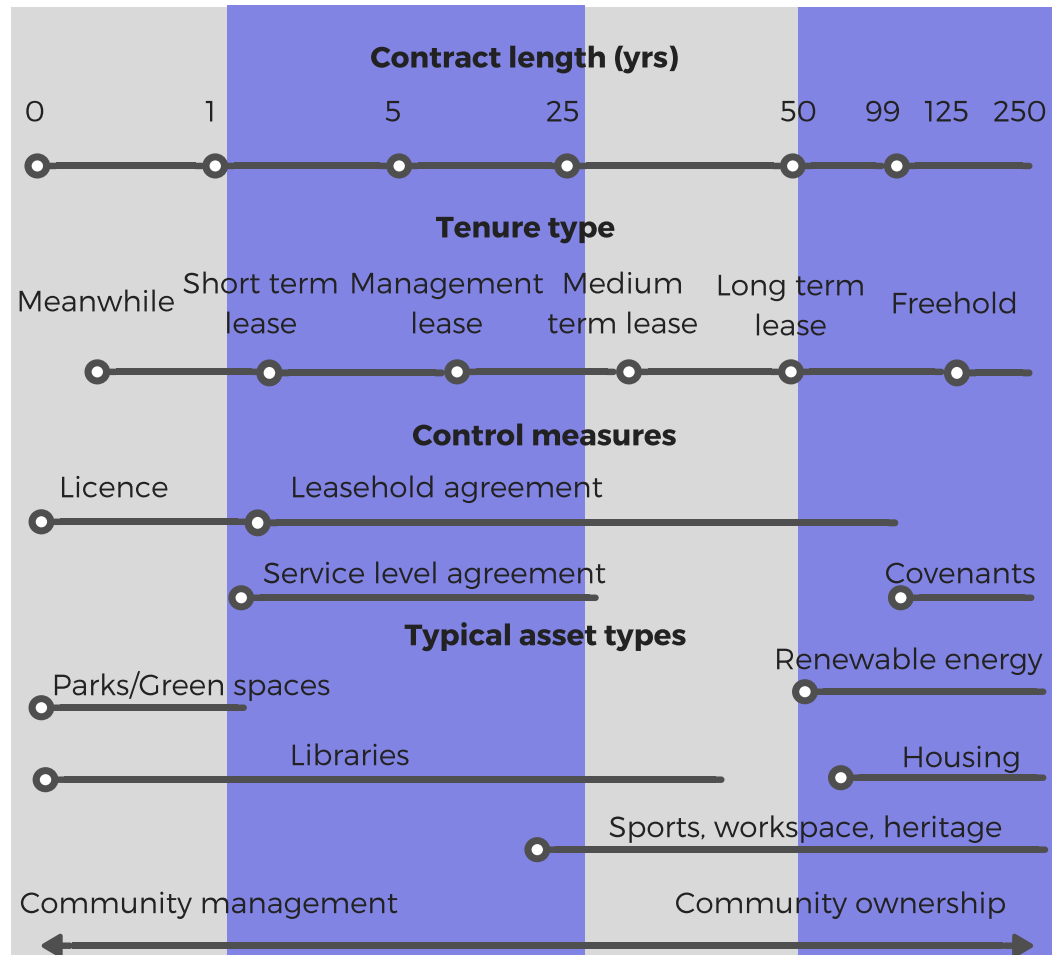 Contract length (yrs)
0 1 5 25 50 99 125 250
Tenure type
Meanwhile
Short term
lease
Management
lease
Medium
term lease
Long term
lease
Freehold
Control measures
Licence
Leasehold agreement
Service level agreement
Covenants
Typical asset types
Renewable energy
Parks/Green spaces
Libraries
Housing
Sports, workspace, heritage
Community management
Community ownership